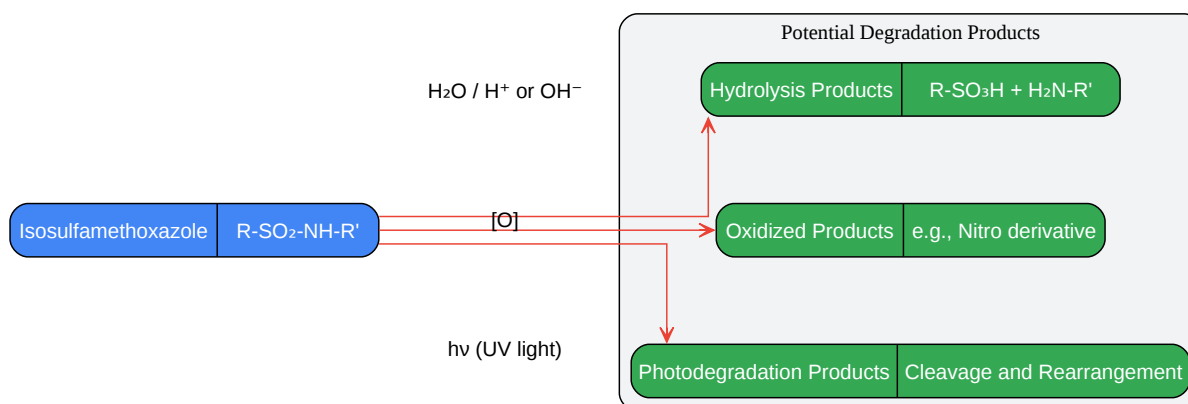 Potential Degradation Products
H₂O / H⁺ or OH⁻
Hydrolysis Products
R-SO₃H + H₂N-R'
Isosulfamethoxazole
R-SO₂-NH-R'
[O]
Oxidized Products
e.g., Nitro derivative
hν (UV light)
Photodegradation Products
Cleavage and Rearrangement